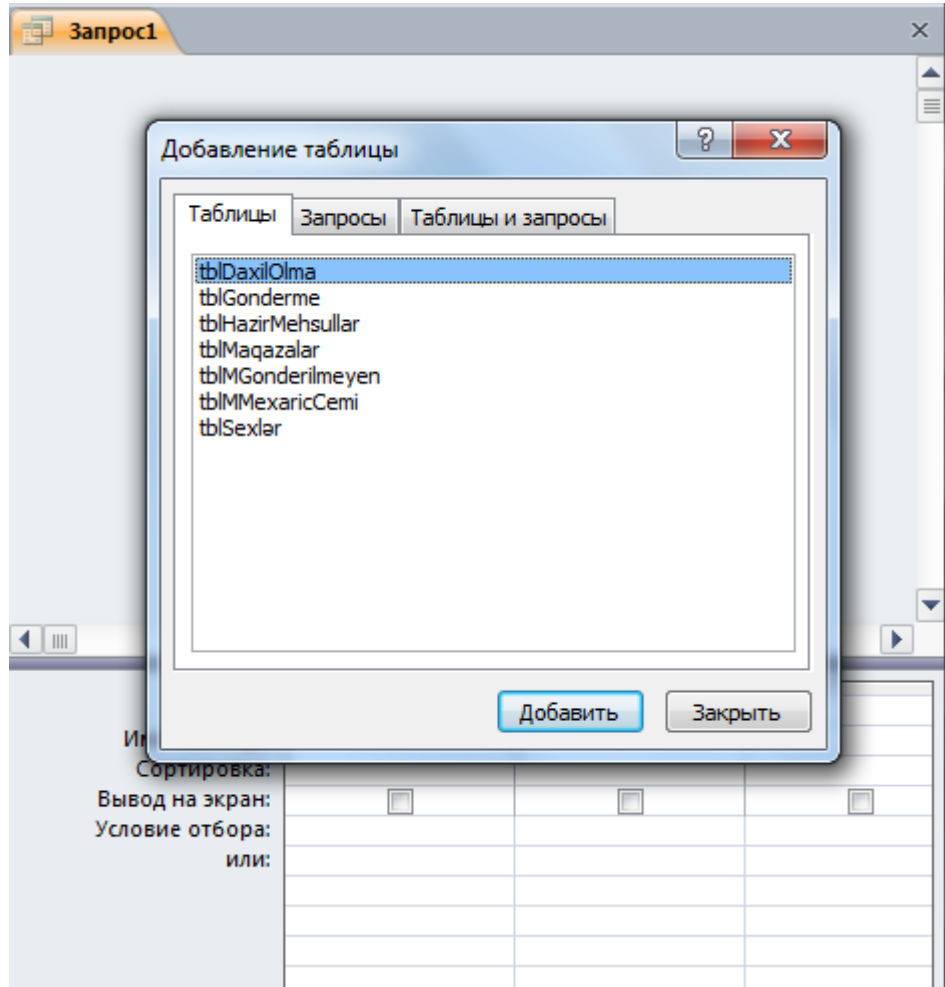 Запрос1
Добавление таблицы
Таблицы Запросы Таблицы и запросы
tblDaxilOlma
tblGonderme
tblHazirMehsullar
tblMaqazalar
tblMGonderilmeyen
tblMMexaricCemi
tblSexlər
Добавить Закрыть
Сортировка:
Вывод на экран:
Условие отбора:
или: